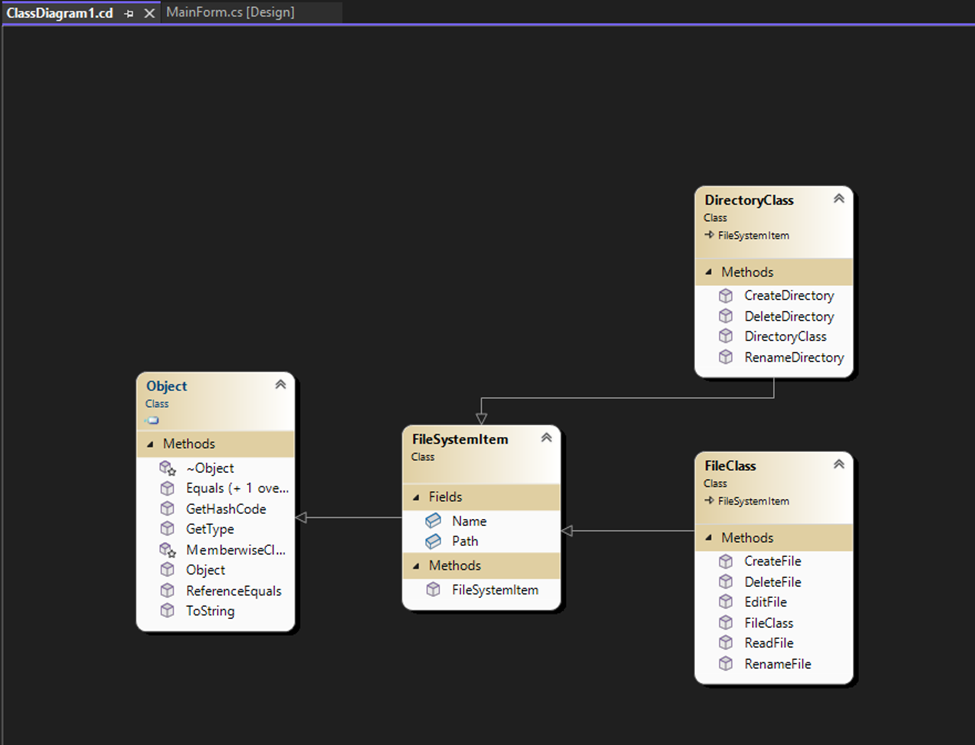 ClassDiagram1.cd
MainForm.cs [Design]
DirectoryClass
Class
FileSystemItem
Methods
CreateDirectory
DeleteDirectory
DirectoryClass
RenameDirectory
Object
Class
Methods
~Object
Equals (+ 1 ove...
GetHashCode
GetType
MemberwiseCl...
Object
ReferenceEquals
ToString
FileSystemItem
Class
Fields
Name
Path
Methods
FileSystemItem
FileClass
Class
FileSystemItem
Methods
CreateFile
DeleteFile
EditFile
FileClass
ReadFile
RenameFile